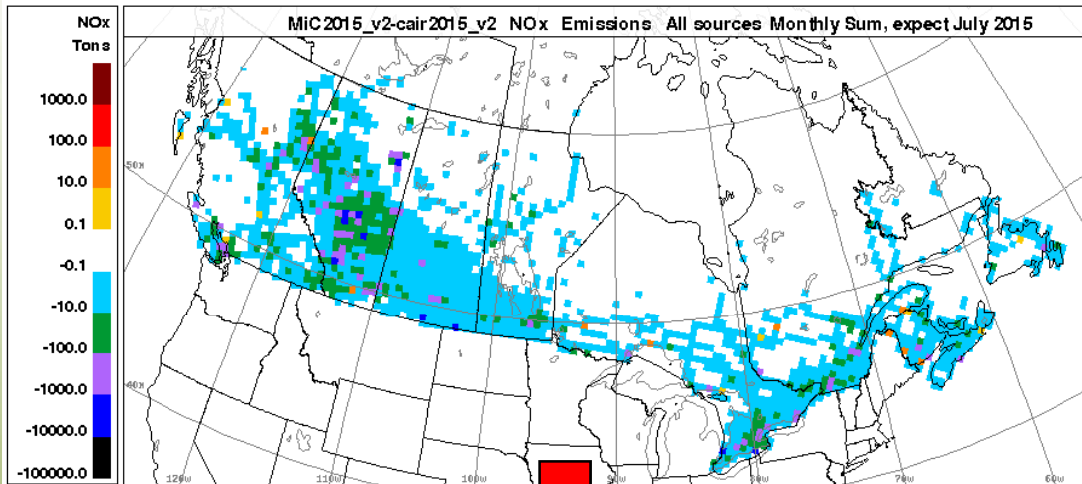 MiC2015_v2-cair2015_v2 NOx Emissions All sources Monthly Sum, expect July 2015
NOx
Tons
1000.0
100.0
10.0
0.1
-0.1
-10.0
-100.0
-1000.0
-10000.0
-100000.0
50N
40N
120W
100W
90W
80W
70W
60W